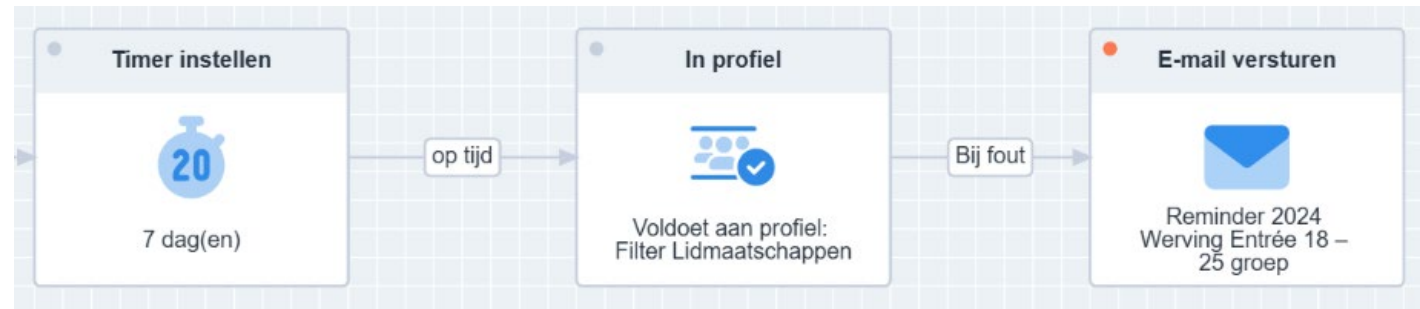 Timer instellen
20
7 dag(en)
op tijd
In profiel
Voldoet aan profiel:
Filter Lidmaatschappen
Bij fout
E-mail versturen
Reminder 2024
Werving Entrée 18 –
25 groep